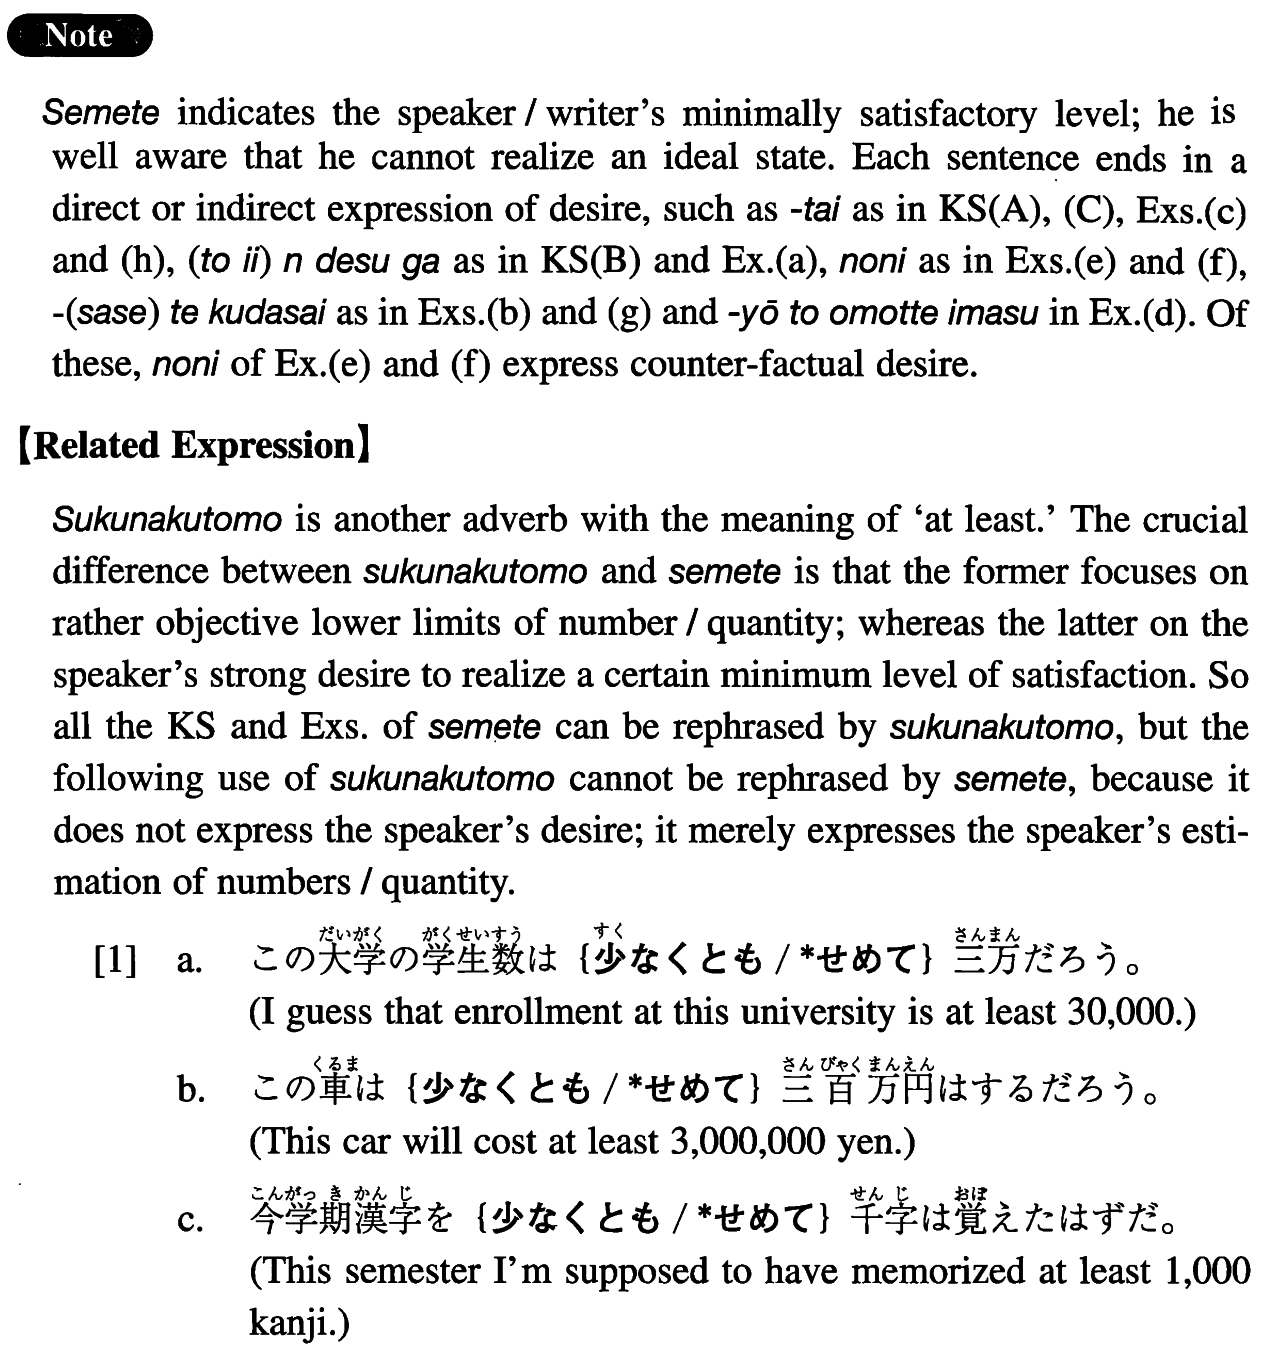 Note
Semete indicates the speaker / writer's minimally satisfactory level; he is
well aware that he cannot realize an ideal state. Each sentence ends in a
direct or indirect expression of desire, such as -tai as in KS(A), (C), Exs.(c)
and (h), (to ii) n desu ga as in KS(B) and Ex.(a), noni as in Exs.(e) and (f),
-(sase) te kudasai as in Exs.(b) and (g) and -yō to omotte imasu in Ex.(d). Of
these, noni of Ex.(e) and (f) express counter-factual desire.
【Related Expression】
Sukunakutomo is another adverb with the meaning of ‘at least.’ The crucial
difference between sukunakutomo and semete is that the former focuses on
rather objective lower limits of number / quantity; whereas the latter on the
speaker's strong desire to realize a certain minimum level of satisfaction. So
all the KS and Exs. of semete can be rephrased by sukunakutomo, but the
following use of sukunakutomo cannot be rephrased by semete, because it
does not express the speaker's desire; it merely expresses the speaker's esti-
mation of numbers / quantity.
だいがく がくせいすう すく さんまん
[1] a. この大学の学生数は {少なくとも / *せめて} 三万だろう。
(I guess that enrollment at this university is at least 30,000.)
くるま さんびゃくまんえん
b. この車は {少なくとも / *せめて} 三百万円はするだろう。
(This car will cost at least 3,000,000 yen.)
こんがっき かんじ せんじ おぼ
c. 今学期漢字を {少なくとも / *せめて} 千字は覚えたはずだ。
(This semester I'm supposed to have memorized at least 1,000
kanji.)